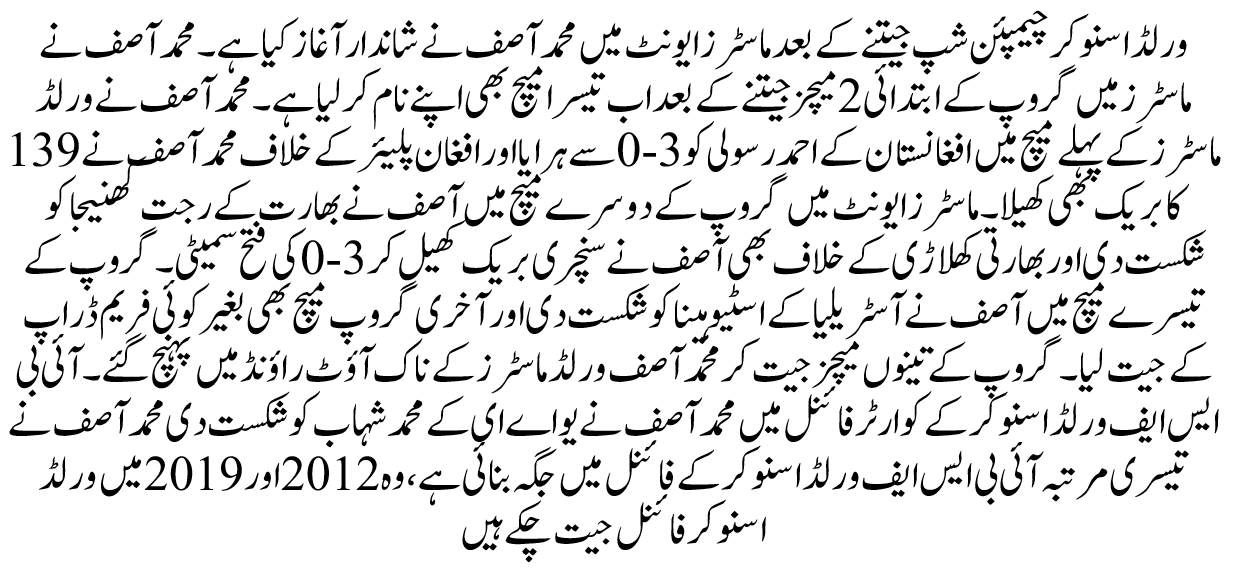 ورلڈ اسنوکر چیمپئن شپ جیتنے کے بعد ماسٹرز ایونٹ میں محمد آصف نے شاندار آغاز کیا ہے۔ محمد آصف نے
ماسٹرز میں گروپ کے ابتدائی 2 میچز جیتنے کے بعد اب تیسرا میچ بھی اپنے نام کر لیا ہے۔ محمد آصف نے ورلڈ
ماسٹرز کے پہلے میچ میں افغانستان کے احمد رسولی کو 3-0 سے ہرایا اور افغان پلیئر کے خلاف محمد آصف نے 139
کا بریک بھی کھیلا۔ ماسٹرز ایونٹ میں گروپ کے دوسرے میچ میں آصف نے بھارت کے رجت کھنیجا کو
شکست دی اور بھارتی کھلاڑی کے خلاف بھی آصف نے سنچری بریک کھیل کر 3-0 کی فتح سمیٹی۔ گروپ کے
تیسرے میچ میں آصف نے آسٹریلیا کے اسٹیو مینا کو شکست دی اور آخری گروپ میچ بھی بغیر کوئی فریم ڈراپ
کے جیت لیا۔ گروپ کے تینوں میچز جیت کر محمد آصف ورلڈ ماسٹرز کے ناک آؤٹ راؤنڈ میں پہنچ گئے۔ آئی بی
ایس ایف ورلڈ اسنوکر کے کوارٹر فائنل میں محمد آصف نے یو اے ای کے محمد شہاب کو شکست دی محمد آصف نے
تیسری مرتبہ آئی بی ایس ایف ورلڈ اسنوکر کے فائنل میں جگہ بنائی ہے، وہ 2012 اور 2019 میں ورلڈ
اسنوکر فائنل جیت چکے ہیں